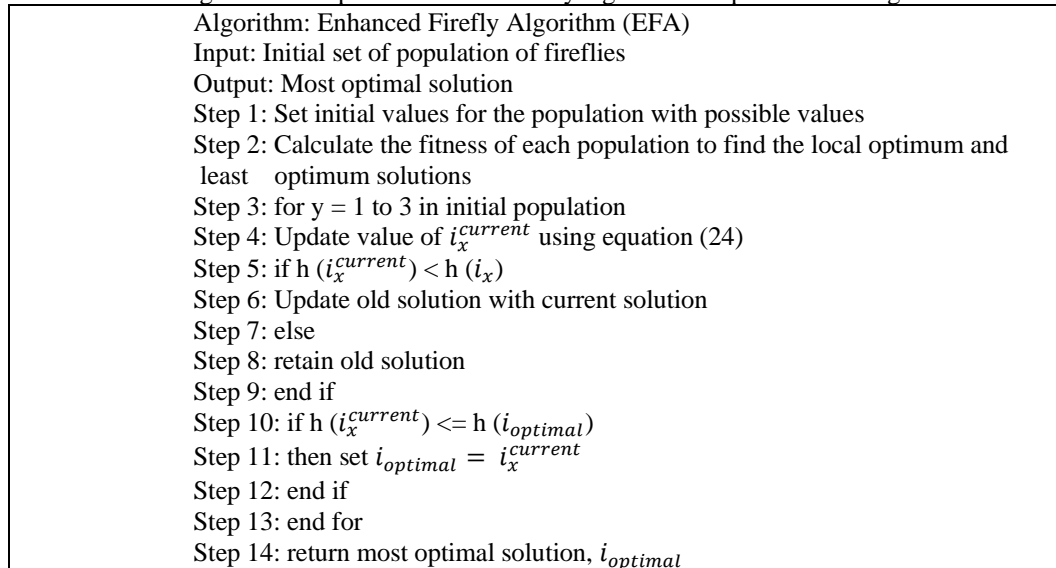 Algorithm: Enhanced Firefly Algorithm (EFA)
Input: Initial set of population of fireflies
Output: Most optimal solution
Step 1: Set initial values for the population with possible values
Step 2: Calculate the fitness of each population to find the local optimum and
least optimum solutions
Step 3: for y = 1 to 3 in initial population
Step 4: Update value of i_x^{current} using equation (24)
Step 5: if h (i_x^{current}) < h (i_x)
Step 6: Update old solution with current solution
Step 7: else
Step 8: retain old solution
Step 9: end if
Step 10: if h (i_x^{current}) <= h (i_{optimal})
Step 11: then set i_{optimal} = i_x^{current}
Step 12: end if
Step 13: end for
Step 14: return most optimal solution, i_{optimal}